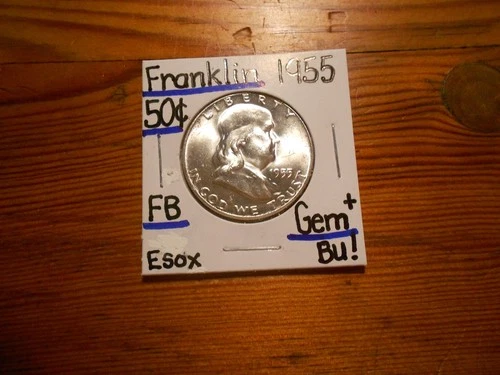 Franklin 1955
50¢
LIBERTY
1955
IN GOD WE TRUST
FB
Gem+
Bu!
Esox